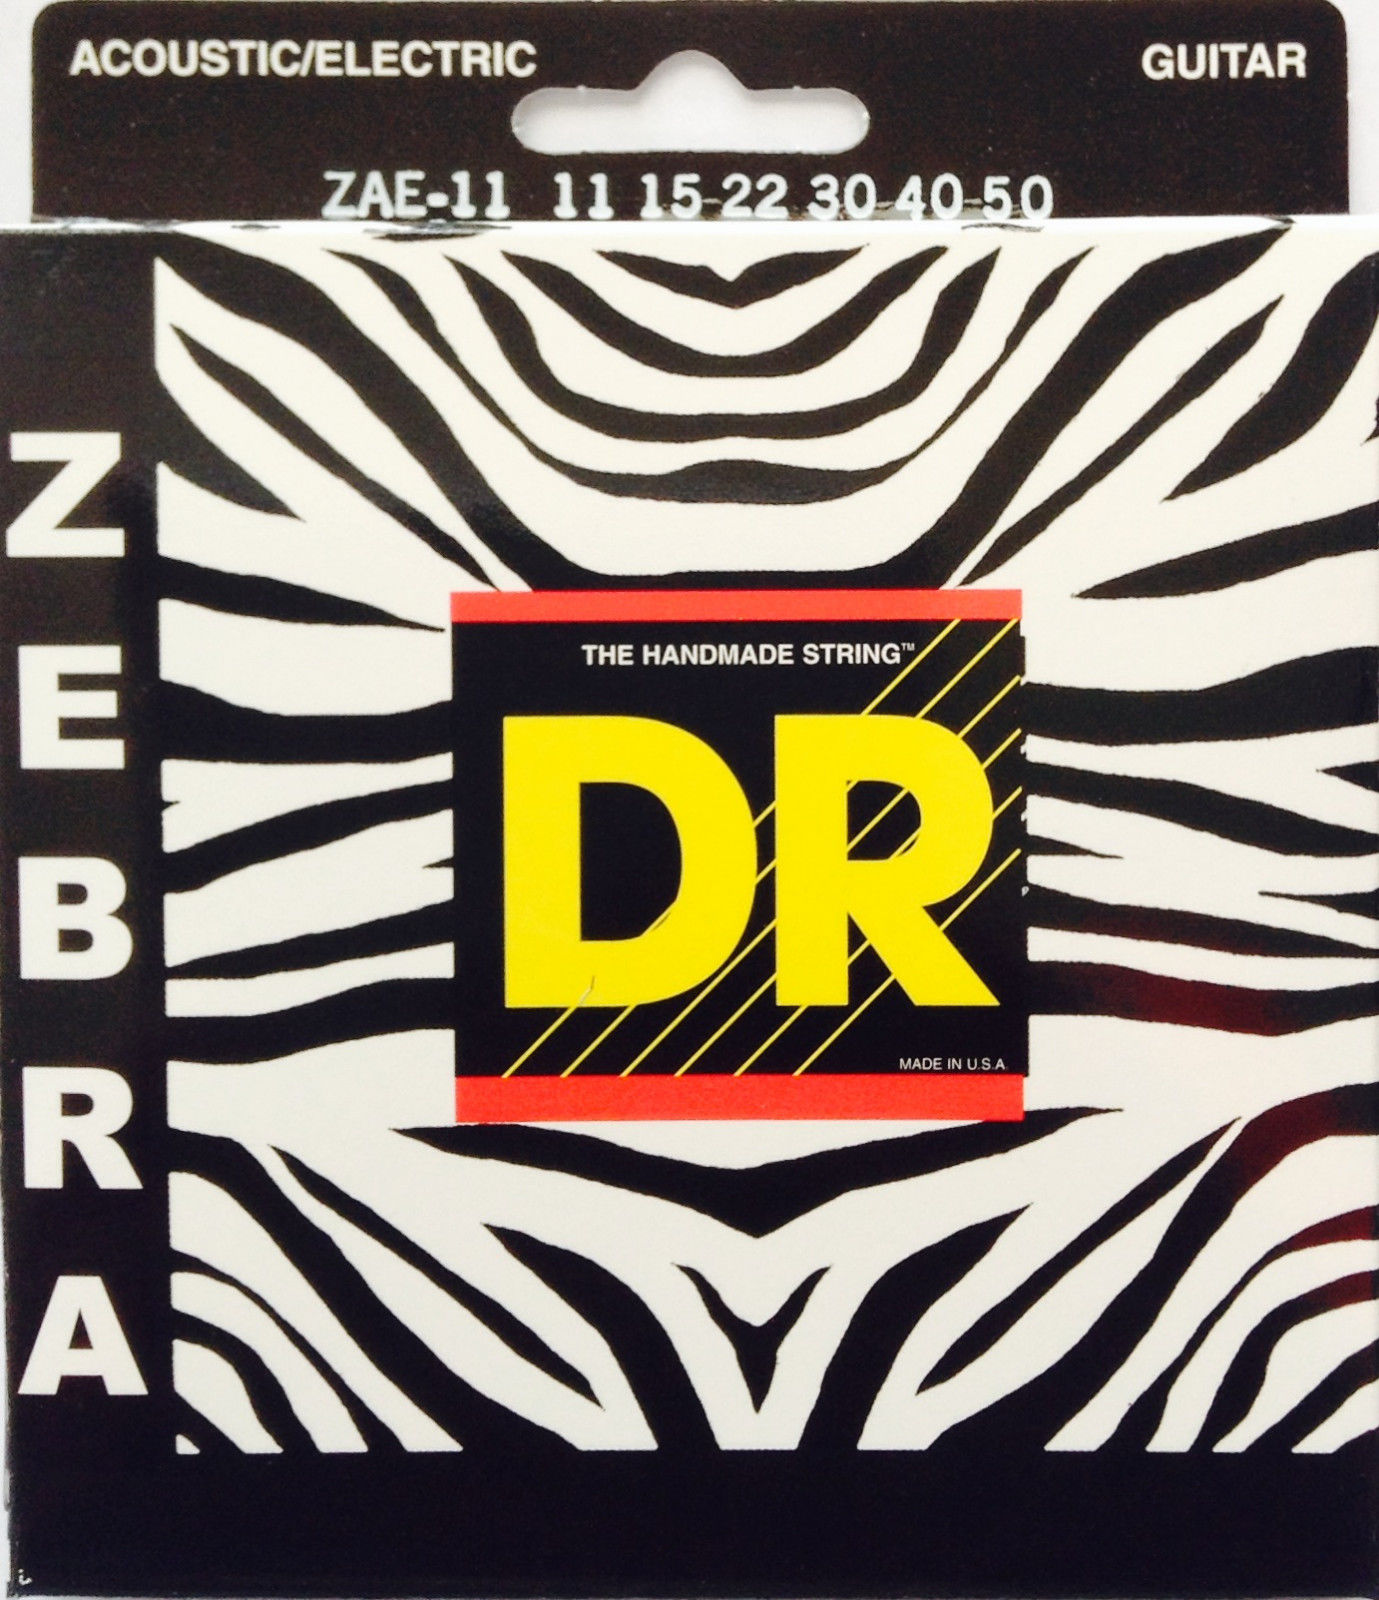 ACOUSTIC/ELECTRIC GUITAR
ZAE-11 11 15 22 30 40 50
ZEBRA
THE HANDMADE STRING™
DR
MADE IN U.S.A.